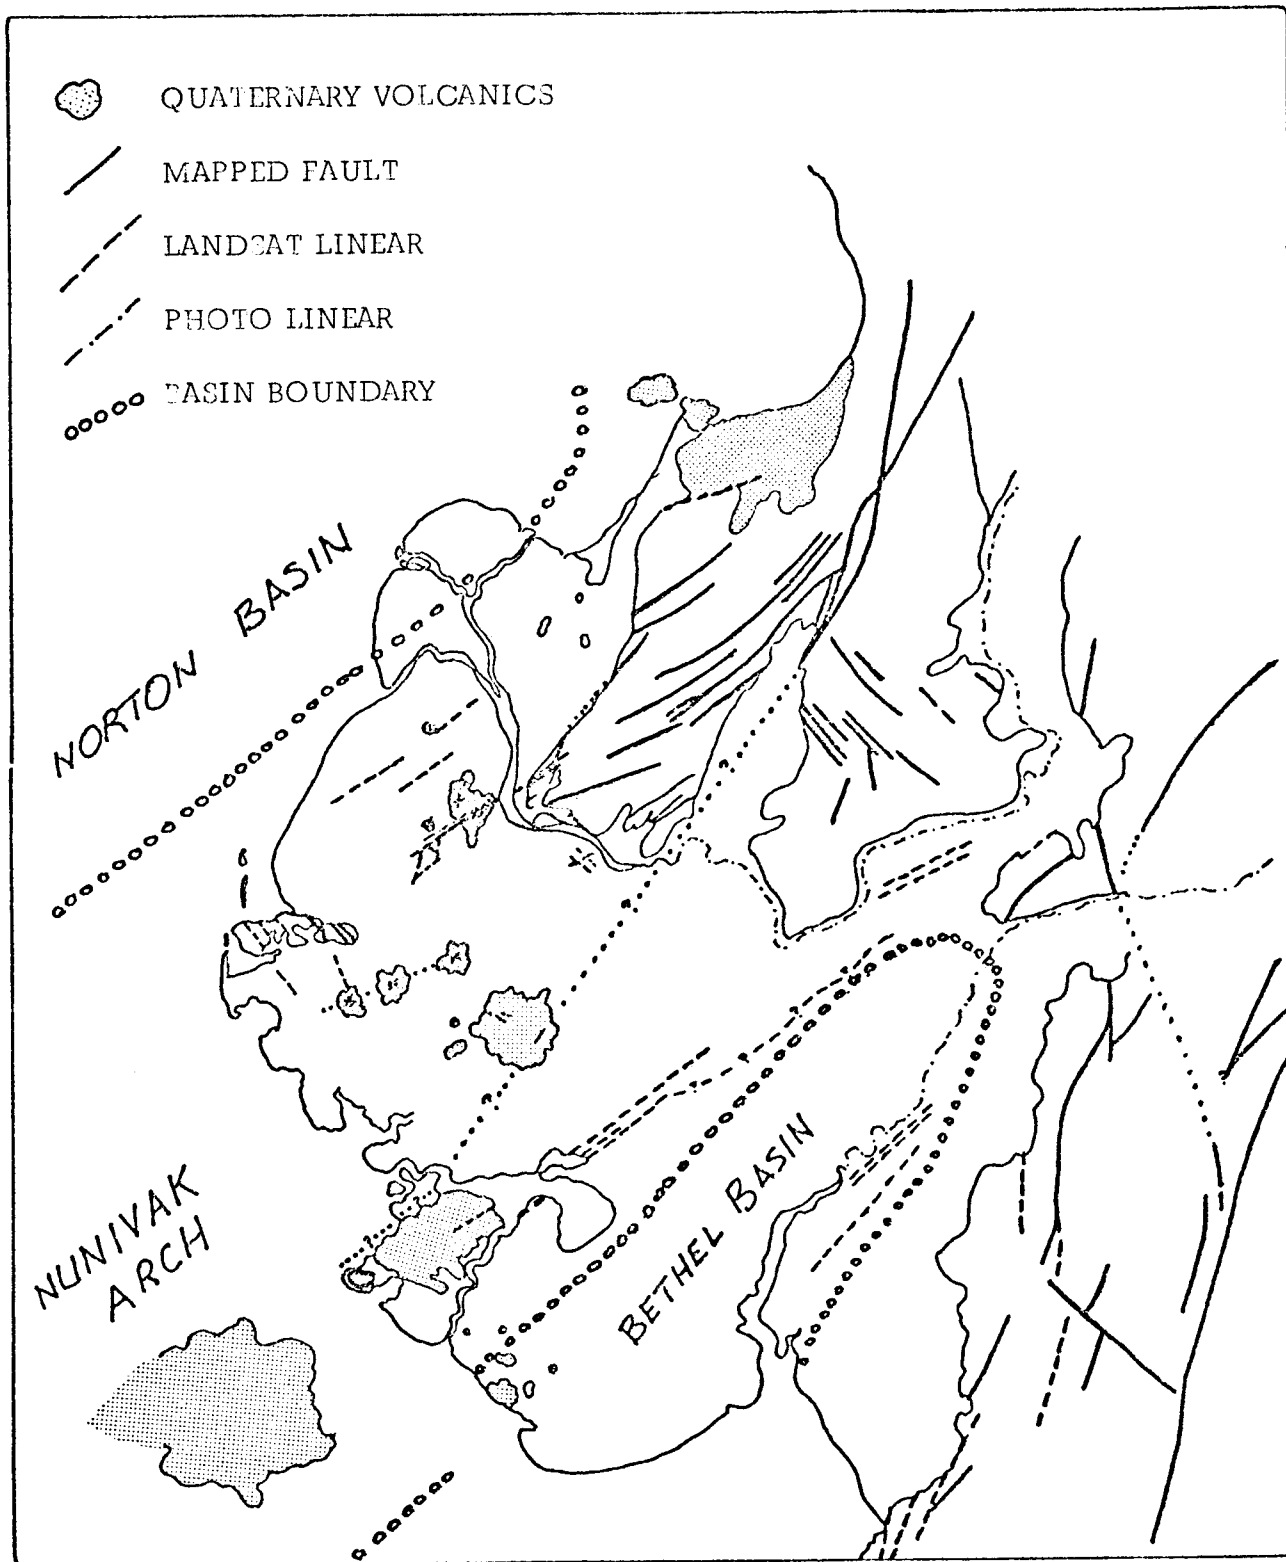 QUATERNARY VOLCANICS
MAPPED FAULT
LANDSAT LINEAR
PHOTO LINEAR
BASIN BOUNDARY
NORTON BASIN
BETHEL BASIN
NUNIVAK
ARCH